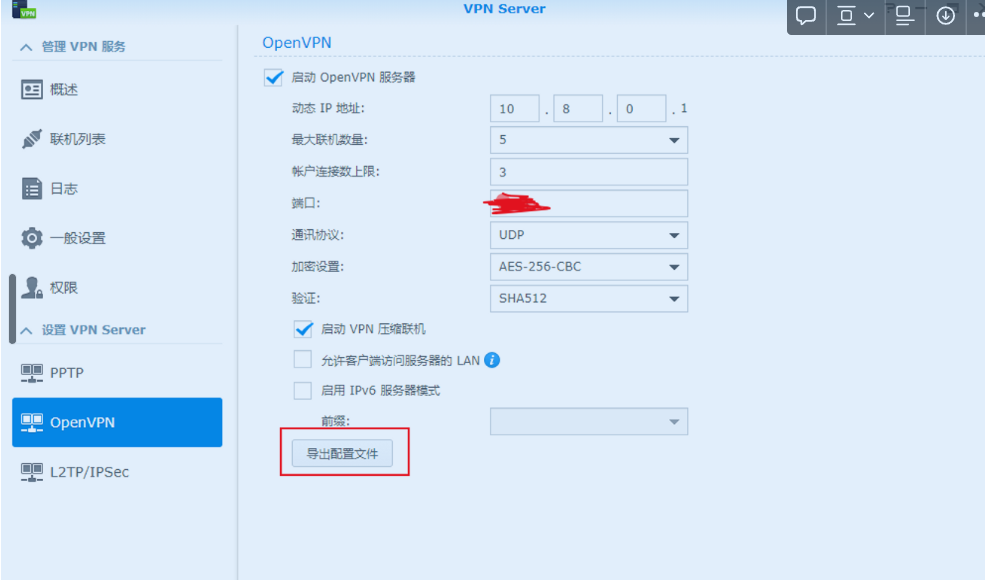 VPN
VPN Server
管理 VPN 服务
概述
联机列表
日志
一般设置
权限
设置 VPN Server
PPTP
OpenVPN
L2TP/IPSec
OpenVPN
启动 OpenVPN 服务器
动态 IP 地址: 10 . 8 . 0 . 1
最大联机数量: 5
帐户连接数上限: 3
端口:
通讯协议: UDP
加密设置: AES-256-CBC
验证: SHA512
启动 VPN 压缩联机
允许客户端访问服务器的 LAN i
启用 IPv6 服务器模式
前缀:
导出配置文件